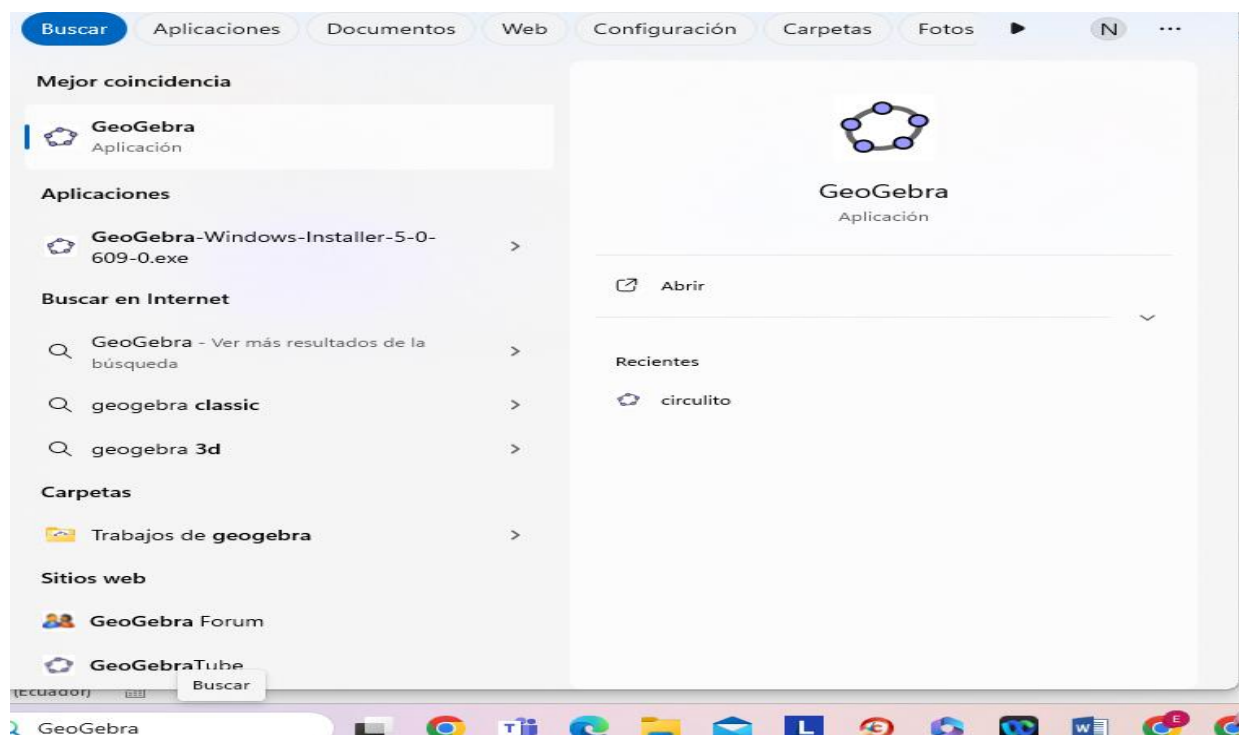 Buscar Aplicaciones Documentos Web Configuración Carpetas Fotos N ...
Mejor coincidencia
GeoGebra
Aplicación
Aplicaciones
GeoGebra-Windows-Installer-5-0-
609-0.exe
Buscar en Internet
GeoGebra - Ver más resultados de la
búsqueda
geogebra classic
geogebra 3d
Carpetas
Trabajos de geogebra
Sitios web
GeoGebra Forum
GeoGebraTube
GeoGebra
Aplicación
Abrir
Recientes
circulito
(Ecuador)
Buscar
GeoGebra
T
L
W
E